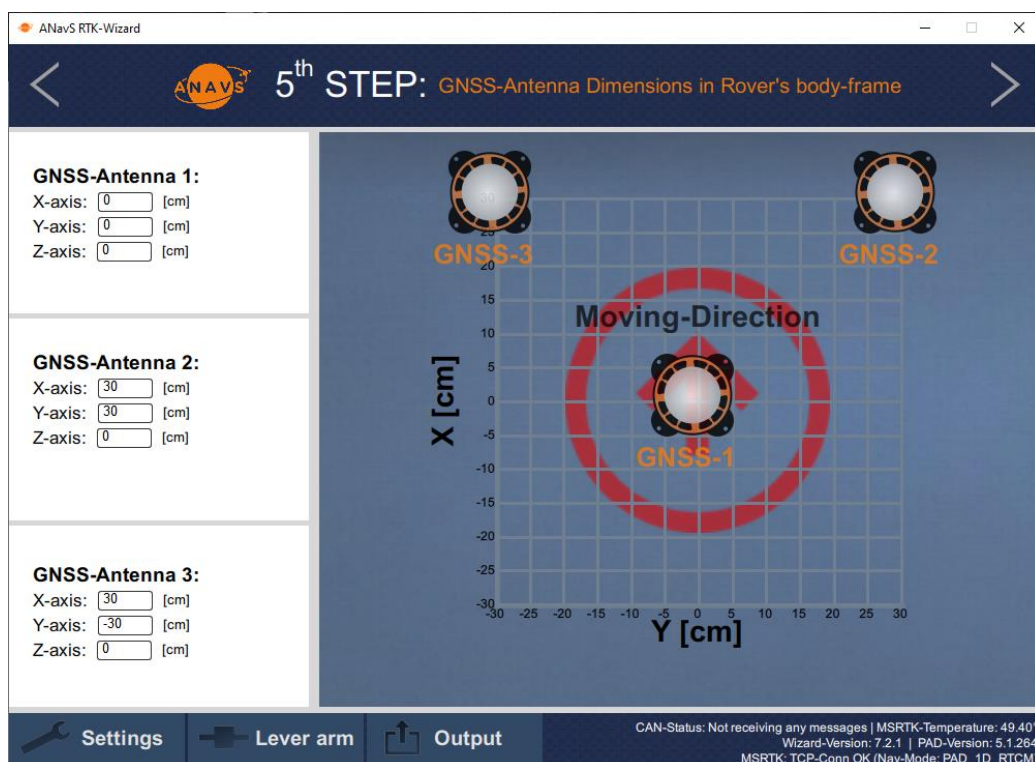 ANavS RTK-Wizard
ANAVS
5th STEP: GNSS-Antenna Dimensions in Rover's body-frame
GNSS-Antenna 1:
X-axis: 0 [cm]
Y-axis: 0 [cm]
Z-axis: 0 [cm]
GNSS-Antenna 2:
X-axis: 30 [cm]
Y-axis: 30 [cm]
Z-axis: 0 [cm]
GNSS-Antenna 3:
X-axis: 30 [cm]
Y-axis: -30 [cm]
Z-axis: 0 [cm]
30
25
GNSS-3
GNSS-2
20
15
Moving-Direction
10
5
X [cm]
0
-5
GNSS-1
-10
-15
-20
-25
-30
-30 -25 -20 -15 -10 -5 0 5 10 15 20 25 30
Y [cm]
Settings
Lever arm
Output
CAN-Status: Not receiving any messages | MSRTK-Temperature: 49.40°
Wizard-Version: 7.2.1 | PAD-Version: 5.1.264
MSRTK: TCP-Conn OK (Nav-Mode: PAD_1D_RTCM